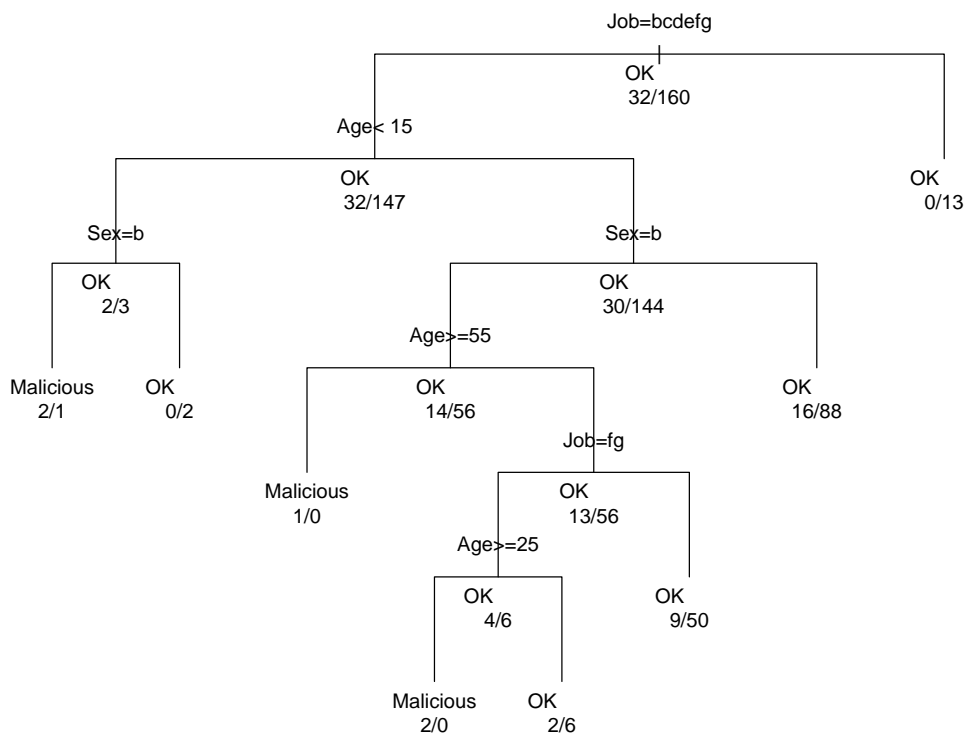 Job=bcdefg
OK
32/160
Age< 15
OK
32/147
OK
0/13
Sex=b
Sex=b
OK
2/3
OK
30/144
Age>=55
Malicious
2/1
OK
0/2
OK
14/56
OK
16/88
Job=fg
Malicious
1/0
OK
13/56
Age>=25
OK
4/6
OK
9/50
Malicious
2/0
OK
2/6